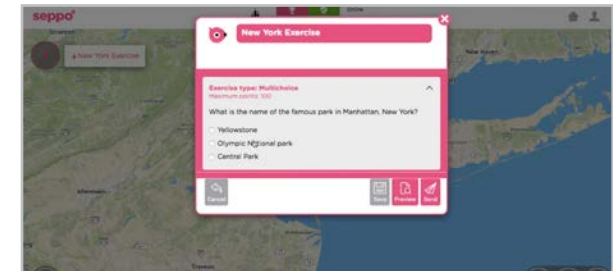 seppo
New York Exercise
New York Exercise
Exercise type: Multichoice
Maximum points: 100
What is the name of the famous park in Manhattan, New York?
Yellowstone
Olympic National park
Central Park
Cancel
Save
Preview
Send